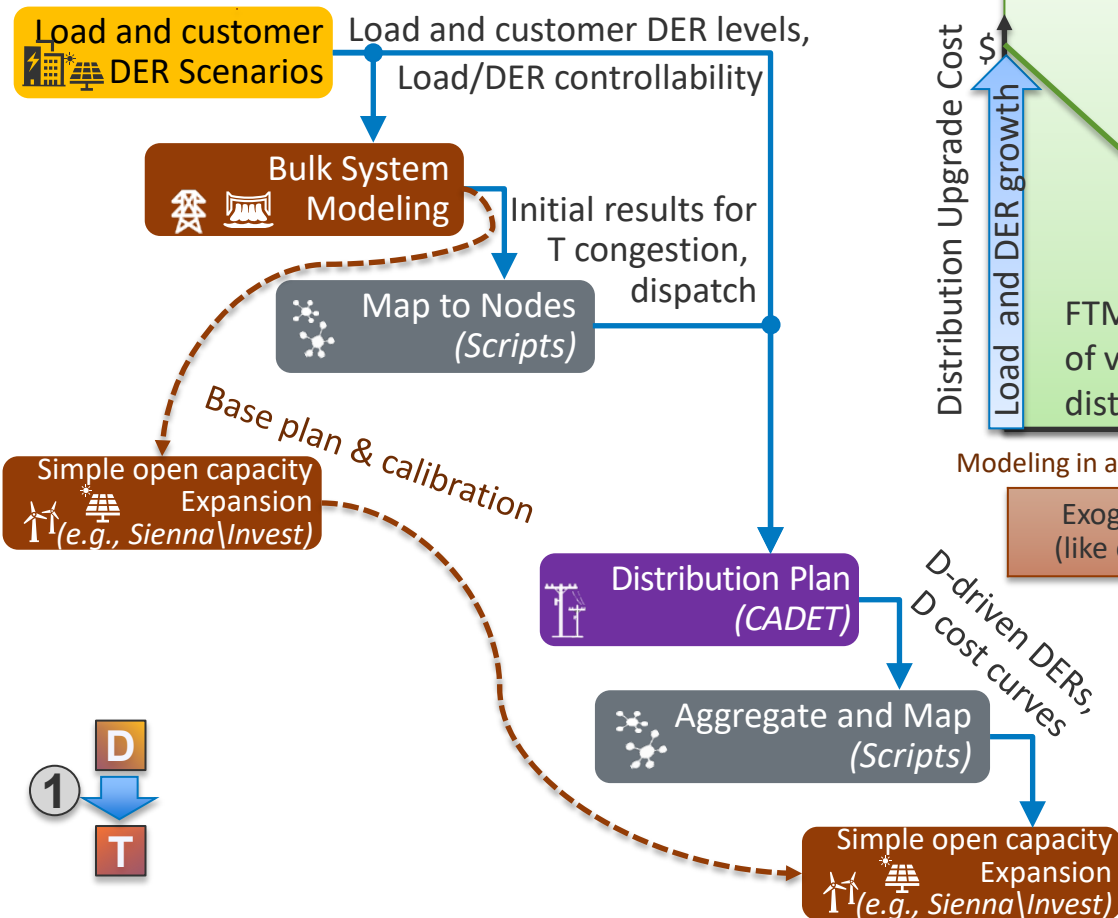 Load and customer
DER Scenarios
Load and customer DER levels,
Load/DER controllability
Bulk System
Modeling
Initial results for
T congestion,
dispatch
Map to Nodes
(Scripts)
Base plan & calibration
Simple open capacity
Expansion
(e.g., Sienna\Invest)
Distribution Plan
(CADET)
D-driven DERs,
D cost curves
Aggregate and Map
(Scripts)
Simple open capacity
Expansion
(e.g., Sienna\Invest)
D
1
T
Distribution Upgrade Cost
$
Load and DER growth
FTM
of v
dist
Modeling in a
Exog
(like